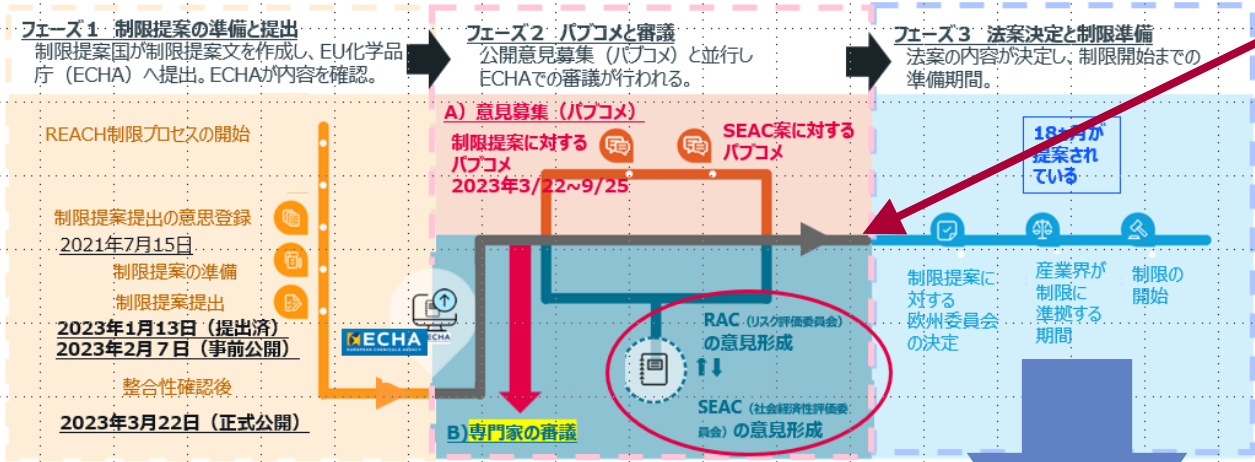 フェーズ１ 制限提案の準備と提出
制限提案国が制限提案文を作成し、EU化学品
庁（ECHA）へ提出。ECHAが内容を確認。
REACH制限プロセスの開始
制限提案提出の意思登録
2021年7月15日
制限提案の準備
制限提案提出
2023年1月13日（提出済）
2023年2月７日（事前公開）
整合性確認後
2023年3月22日（正式公開）
ECHA
EUROPEAN CHEMICALS AGENCY
ECHA
フェーズ２ パブコメと審議
公開意見募集（パブコメ）と並行し
ECHAでの審議が行われる。
A）意見募集（パブコメ）
制限提案に対する
パブコメ
2023年3/22~9/25
SEAC案に対する
パブコメ
RAC（リスク評価委員会）
の意見形成
SEAC（社会経済性評価委
員会）の意見形成
B)専門家の審議
フェーズ３ 法案決定と制限準備
法案の内容が決定し、制限開始までの
準備期間。
18ヵ月が
提案され
ている
制限提案に
対する
欧州委員会
の決定
産業界が
制限に
準拠する
期間
制限の
開始